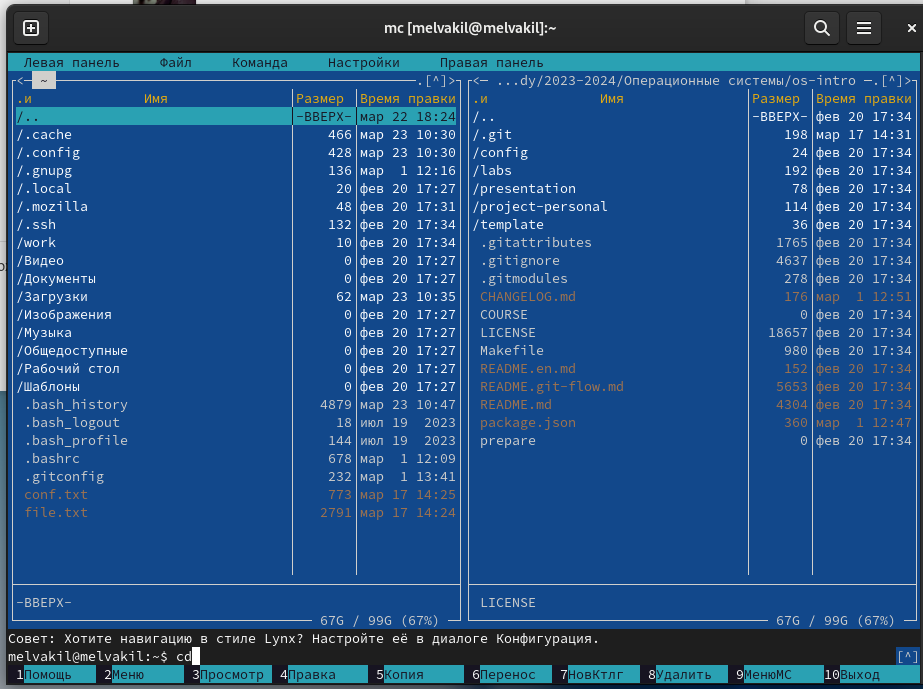 mc [melvakil@melvakil]:~
Левая панель Файл Команда Настройки Правая панель
<— ~ .[^]>
.и Имя Размер Время правки
/.. -ВВЕРХ- мар 22 18:24
/.cache 466 мар 23 10:30
/.config 428 мар 23 10:30
/.gnupg 136 мар 1 12:16
/.local 20 фев 20 17:27
/.mozilla 48 фев 20 17:31
/.ssh 132 фев 20 17:34
/work 10 фев 20 17:34
/Видео 0 фев 20 17:27
/Документы 0 фев 20 17:27
/Загрузки 62 мар 23 10:35
/Изображения 0 фев 20 17:27
/Музыка 0 фев 20 17:27
/Общедоступные 0 фев 20 17:27
/Рабочий стол 0 фев 20 17:27
/Шаблоны 0 фев 20 17:27
.bash_history 4879 мар 23 10:47
.bash_logout 18 июл 19 2023
.bash_profile 144 июл 19 2023
.bashrc 678 мар 1 12:09
.gitconfig 232 мар 1 13:41
conf.txt 773 мар 17 14:25
file.txt 2791 мар 17 14:24
-ВВЕРХ-
67G / 99G (67%)
<— ...dy/2023-2024/Операционные системы/os-intro —.[^]>
.и Имя Размер Время правки
/.. -ВВЕРХ- фев 20 17:34
/.git 198 мар 17 14:31
/config 24 фев 20 17:34
/labs 192 фев 20 17:34
/presentation 78 фев 20 17:34
/project-personal 114 фев 20 17:34
/template 36 фев 20 17:34
.gitattributes 1765 фев 20 17:34
.gitignore 4637 фев 20 17:34
.gitmodules 278 фев 20 17:34
CHANGELOG.md 176 мар 1 12:51
COURSE 0 фев 20 17:34
LICENSE 18657 фев 20 17:34
Makefile 980 фев 20 17:34
README.en.md 152 фев 20 17:34
README.git-flow.md 5653 фев 20 17:34
README.md 4304 фев 20 17:34
package.json 360 мар 1 12:47
prepare 0 фев 20 17:34
LICENSE
67G / 99G (67%)
Совет: Хотите навигацию в стиле Lynx? Настройте её в диалоге Конфигурация.
melvakil@melvakil:~$ cd [^]
1Помощь 2Меню 3Просмотр 4Правка 5Копия 6Перенос 7НовКтлг 8Удалить 9МенюМС 10Выход